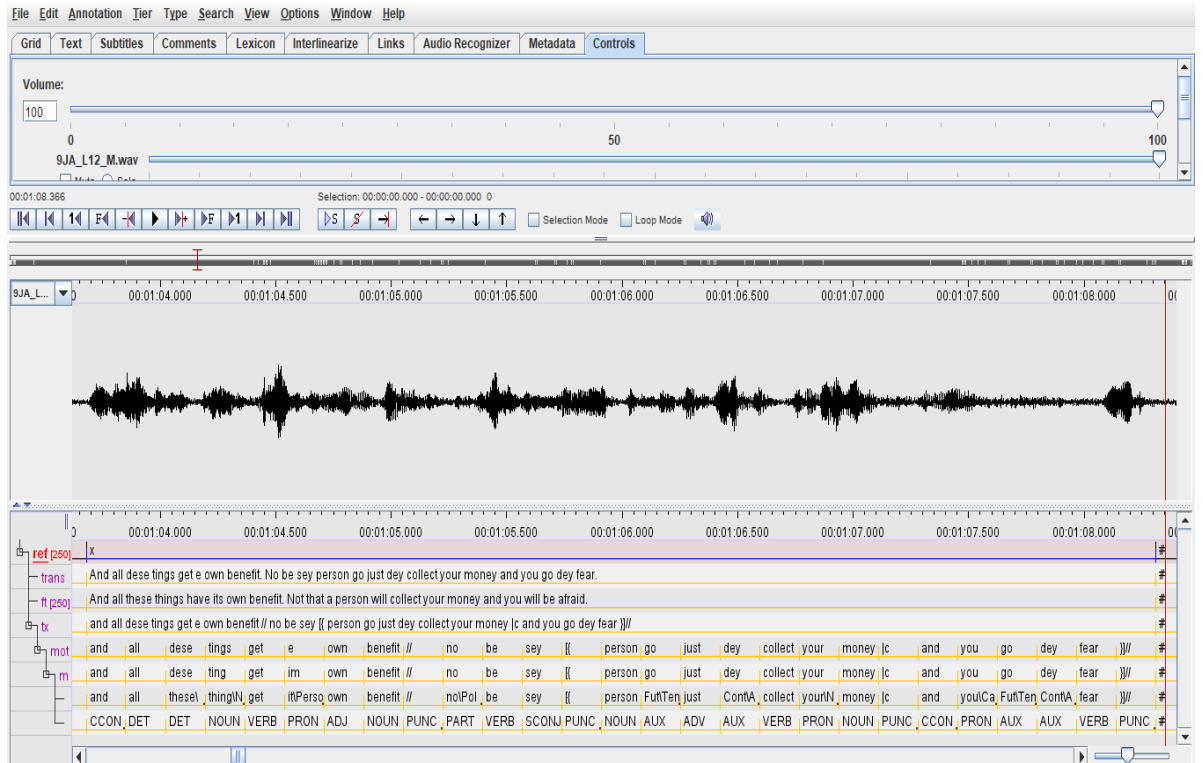 File Edit Annotation Tier Type Search View Options Window Help
Grid Text Subtitles Comments Lexicon Interlinearize Links Audio Recognizer Metadata Controls
Volume:
100
0 50 100
9JA_L12_M.wav
Mute Solo
00:01:08.366 Selection: 00:00:00.000 - 00:00:00.000 0
S S Selection Mode Loop Mode
9JA_L... 00:01:04.000 00:01:04.500 00:01:05.000 00:01:05.500 00:01:06.000 00:01:06.500 00:01:07.000 00:01:07.500 00:01:08.000
00:01:04.000 00:01:04.500 00:01:05.000 00:01:05.500 00:01:06.000 00:01:06.500 00:01:07.000 00:01:07.500 00:01:08.000
ref [250] x #
trans And all dese tings get e own benefit. No be sey person go just dey collect your money and you go dey fear. #
ft [250] And all these things have its own benefit. Not that a person will collect your money and you will be afraid. #
tx and all dese tings get e own benefit // no be sey [{ person go just dey collect your money |c and you go dey fear }]// #
mot and all dese tings get e own benefit // no be sey [{ person go just dey collect your money |c and you go dey fear }]// #
m and all dese ting get im own benefit // no be sey [{ person go just dey collect your money |c and you go dey fear }]// #
and all these\ thing\N get it\Perso own benefit // no\Pol be sey [{ person Fut\Ten just Cont\A collect your\N money |c and you\Ca Fut\Ten Cont\A fear }]// #
CCON DET DET NOUN VERB PRON ADJ NOUN PUNC PART VERB SCONJ PUNC NOUN AUX ADV AUX VERB PRON NOUN PUNC CCON PRON AUX AUX VERB PUNC #